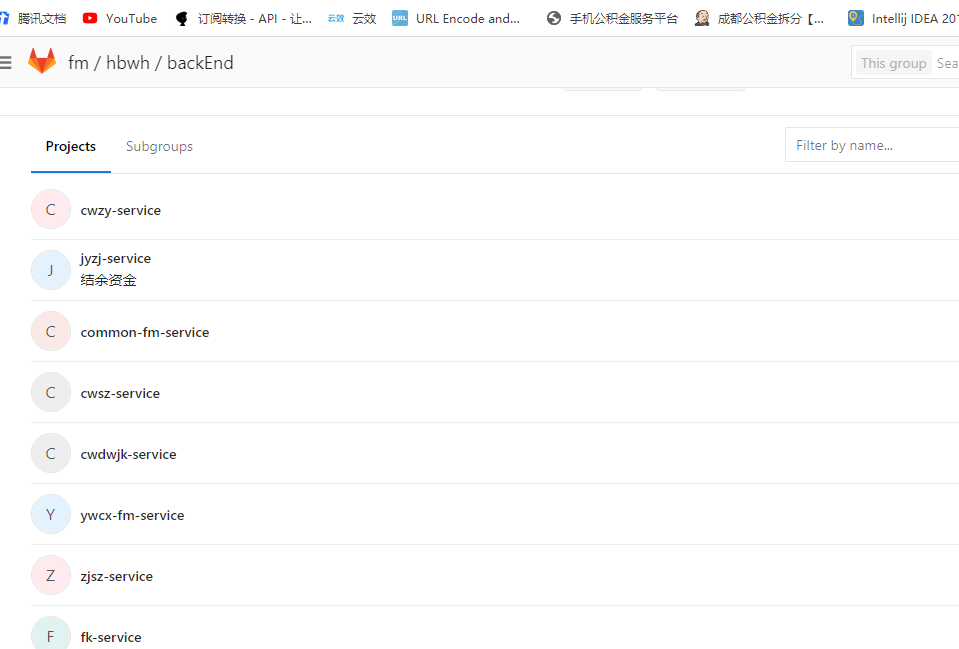 腾讯文档 YouTube 订阅转换 - API - 让... 云效 云效 URL URL Encode and... 手机公积金服务平台 成都公积金拆分【... Intellij IDEA 201
fm / hbwh / backEnd This group Sea
Projects Subgroups Filter by name...
C cwzy-service
J jyzj-service
结余资金
C common-fm-service
C cwsz-service
C cwdwjk-service
Y ywcx-fm-service
Z zjsz-service
F fk-service